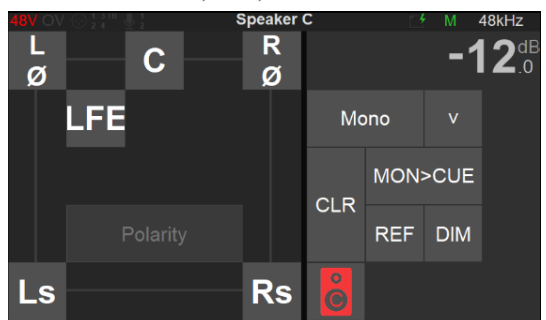 48V OV Speaker C M 48kHz
L C R -12.0 dB
Ø Ø
LFE Mono v
MON>CUE
CLR
Polarity REF DIM
Ls Rs C